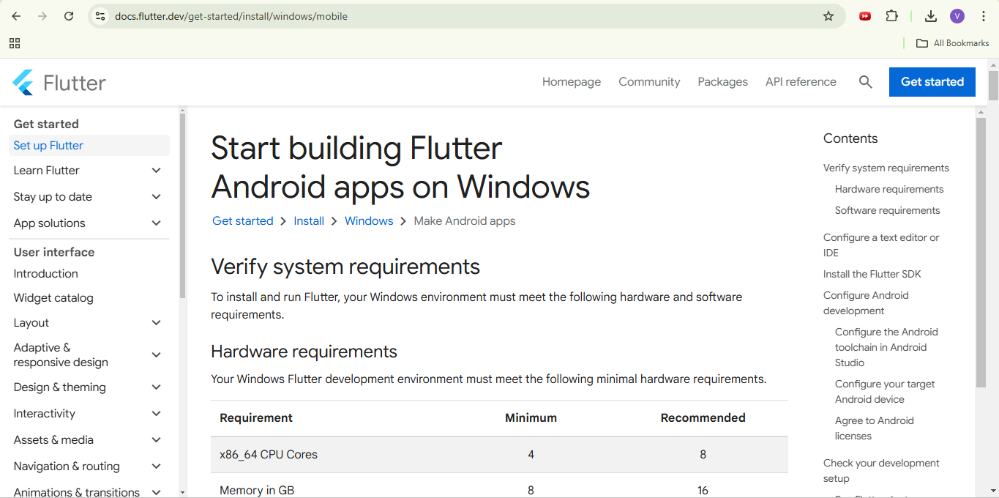 docs.flutter.dev/get-started/install/windows/mobile
V
All Bookmarks
Flutter
Homepage
Community
Packages
API reference
Get started
Get started
Set up Flutter
Learn Flutter
Stay up to date
App solutions
User interface
Introduction
Widget catalog
Layout
Adaptive &
responsive design
Design & theming
Interactivity
Assets & media
Navigation & routing
Animations & transitions
Start building Flutter
Android apps on Windows
Get started > Install > Windows > Make Android apps
Verify system requirements
To install and run Flutter, your Windows environment must meet the following hardware and software
requirements.
Hardware requirements
Your Windows Flutter development environment must meet the following minimal hardware requirements.
Requirement Minimum Recommended
x86_64 CPU Cores 4 8
Memory in GB 8 16
Contents
Verify system requirements
Hardware requirements
Software requirements
Configure a text editor or
IDE
Install the Flutter SDK
Configure Android
development
Configure the Android
toolchain in Android
Studio
Configure your target
Android device
Agree to Android
licenses
Check your development
setup